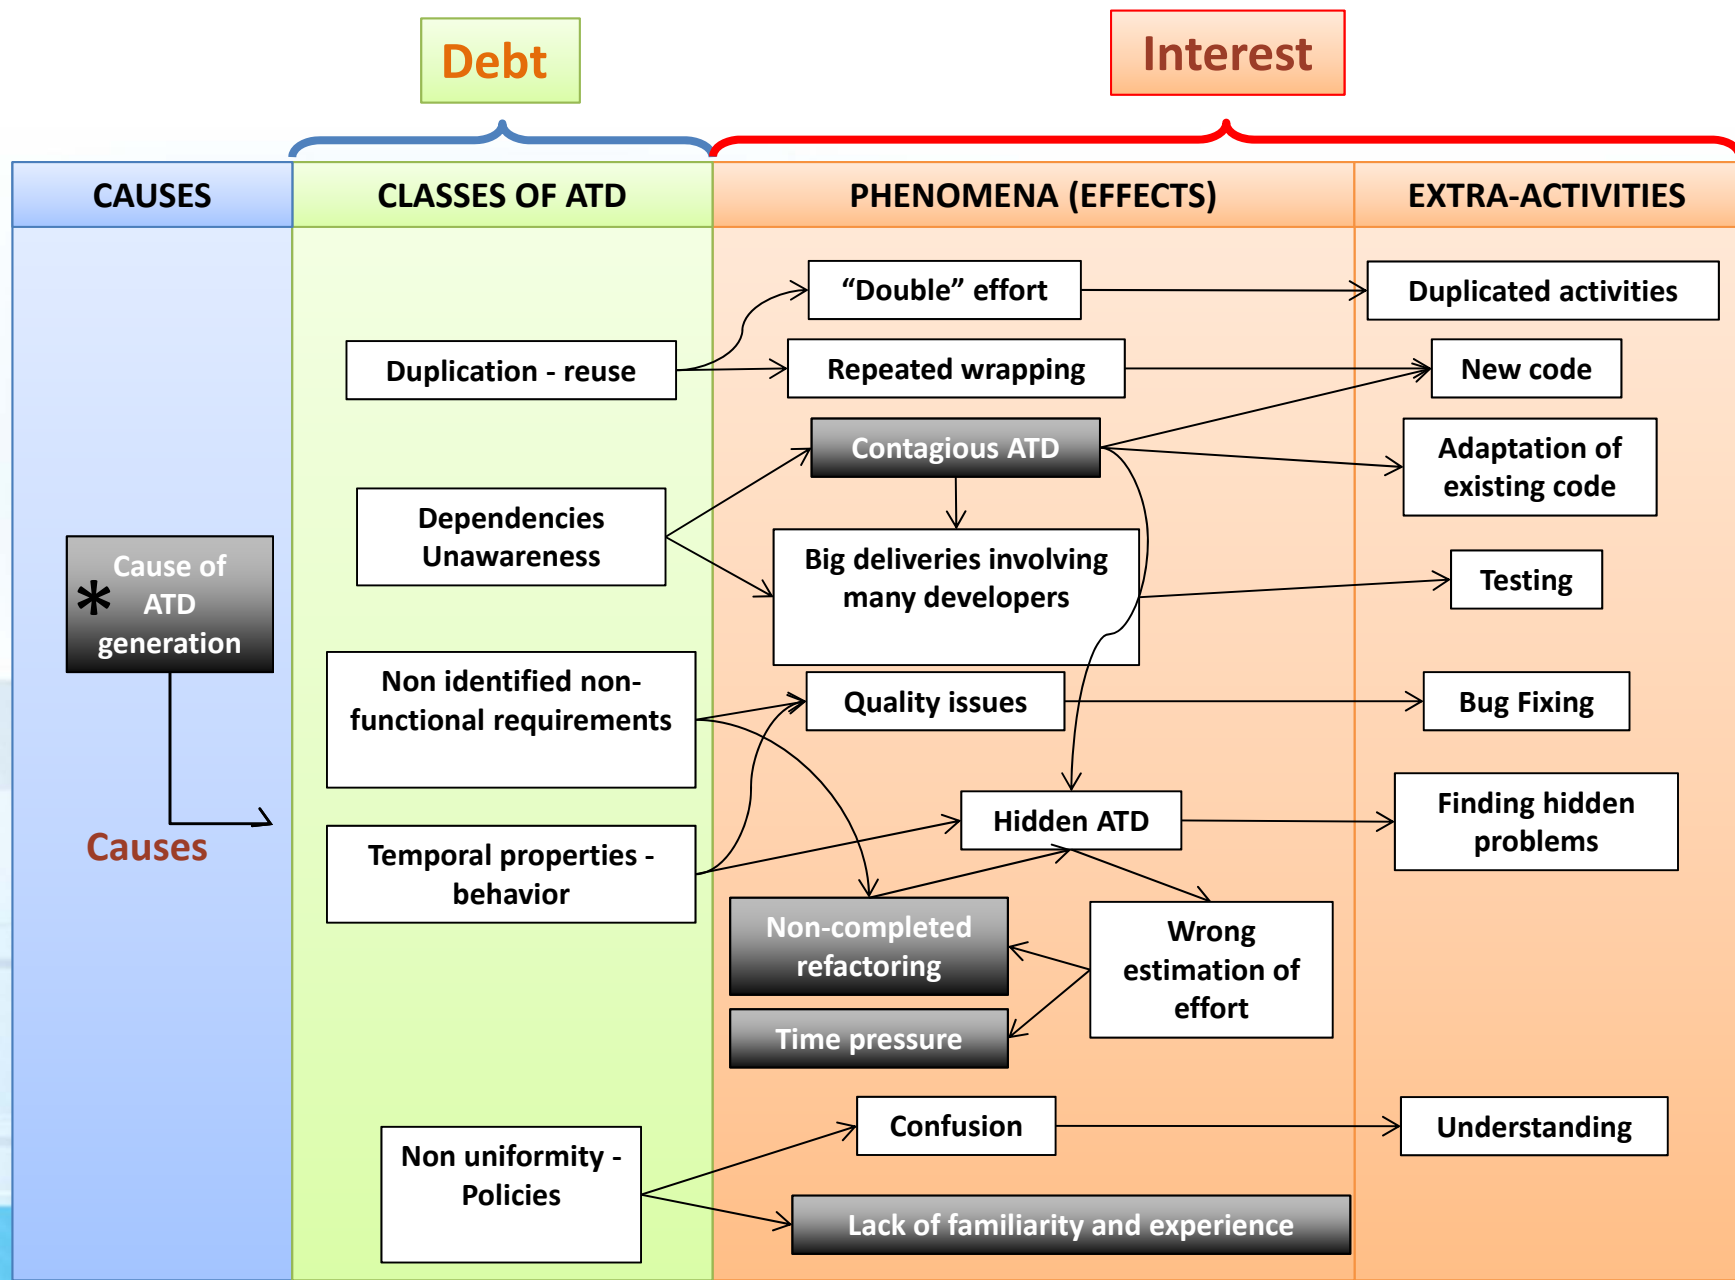 Debt
Interest
CAUSES
CLASSES OF ATD
PHENOMENA (EFFECTS)
EXTRA-ACTIVITIES
“Double” effort
Duplicated activities
Duplication - reuse
Repeated wrapping
New code
Contagious ATD
Adaptation of
existing code
Dependencies
Unawareness
Big deliveries involving
many developers
Testing
Cause of
* ATD
generation
Non identified non-
functional requirements
Quality issues
Bug Fixing
Causes
Hidden ATD
Finding hidden
problems
Temporal properties -
behavior
Non-completed
refactoring
Wrong
estimation of
effort
Time pressure
Confusion
Understanding
Non uniformity -
Policies
Lack of familiarity and experience